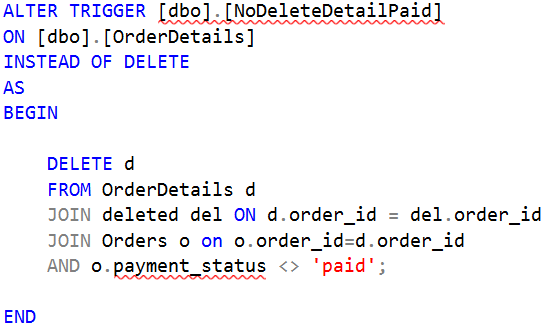 ALTER TRIGGER [dbo].[NoDeleteDetailPaid]
ON [dbo].[OrderDetails]
INSTEAD OF DELETE
AS
BEGIN
DELETE d
FROM OrderDetails d
JOIN deleted del ON d.order_id = del.order_id
JOIN Orders o on o.order_id=d.order_id
AND o.payment_status <> 'paid';
END